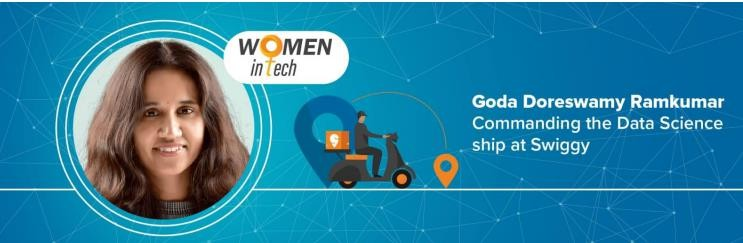 WOMEN
in Tech
Goda Doreswamy Ramkumar
Commanding the Data Science
ship at Swiggy